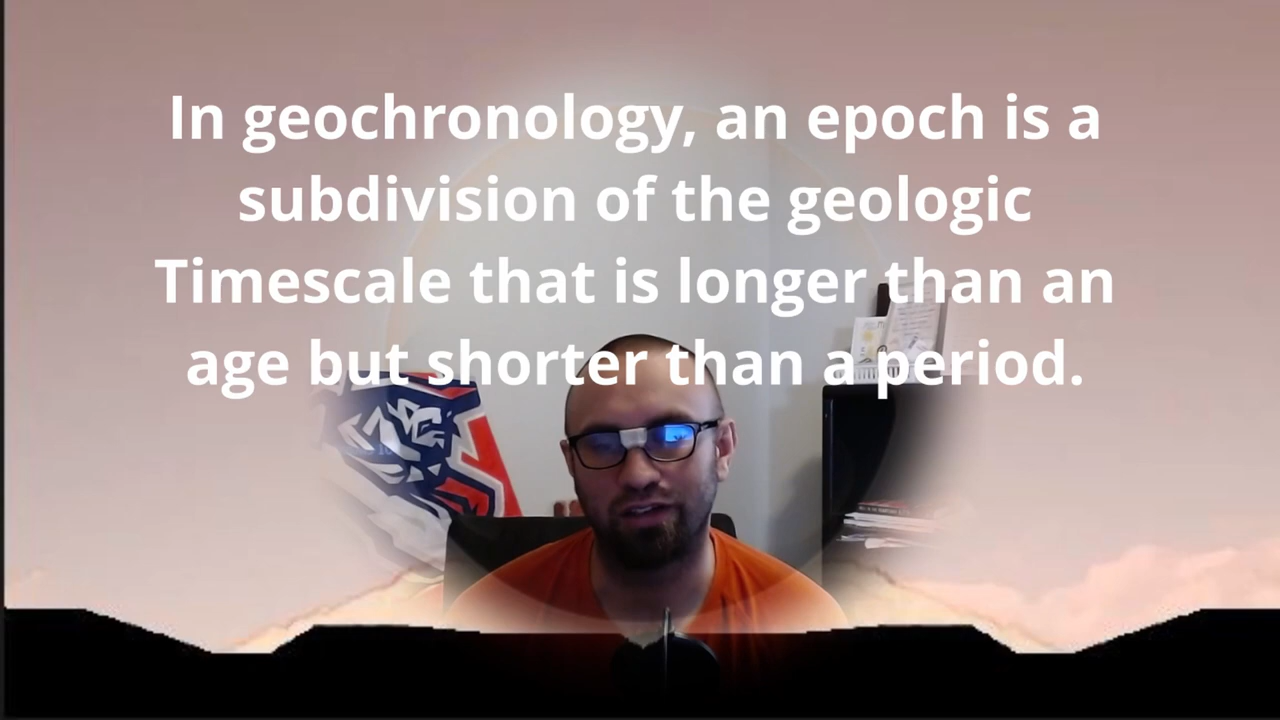 In geochronology, an epoch is a
subdivision of the geologic
Timescale that is longer than an
age but shorter than a period.